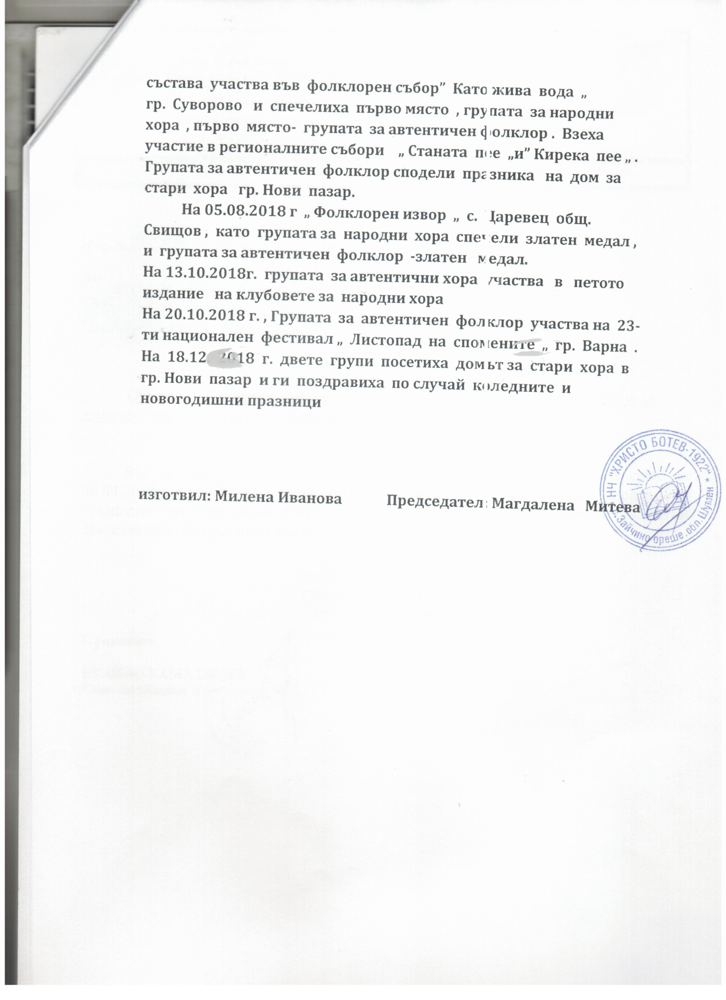 състава участва във фолклорен събор” Като жива вода „
гр. Суворово и спечелиха първо място , групата за народни
хора , първо място- групата за автентичен фолклор . Взеха
участие в регионалните събори „ Станата пее „и” Кирека пее „ .
Групата за автентичен фолклор сподели празника на дом за
стари хора гр. Нови пазар.
На 05.08.2018 г „ Фолклорен извор „ с. Царевец общ.
Свищов , като групата за народни хора спечели златен медал ,
и групата за автентичен фолклор -златен медал.
На 13.10.2018г. групата за автентични хора участва в петото
издание на клубовете за народни хора
На 20.10.2018 г. , Групата за автентичен фолклор участва на 23-
ти национален фестивал „ Листопад на спомените „ гр. Варна .
На 18.12. 2018 г. двете групи посетиха домът за стари хора в
гр. Нови пазар и ги поздравиха по случай коледните и
новогодишни празници
изготвил: Милена Иванова Председател : Магдалена Митева
* НЧ "ХРИСТО БОТЕВ-1922" *
с.Зайчино ореше.обл.Шумен